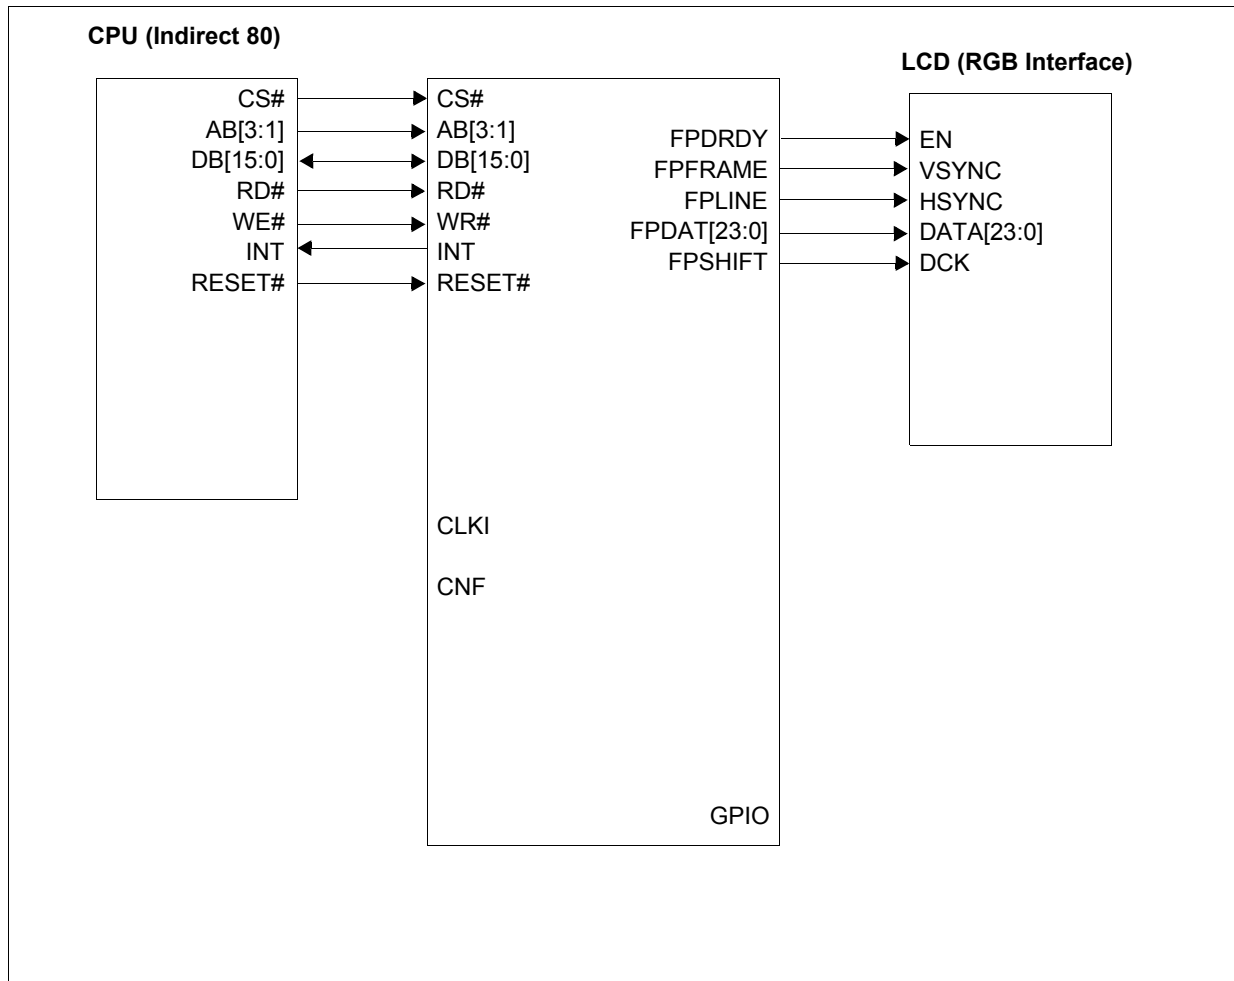 CPU (Indirect 80)
LCD (RGB Interface)
CS#
AB[3:1]
DB[15:0]
RD#
WE#
INT
RESET#
CS#
AB[3:1]
DB[15:0]
RD#
WR#
INT
RESET#
CLKI
CNF
FPDRDY
FPFRAME
FPLINE
FPDAT[23:0]
FPSHIFT
GPIO
EN
VSYNC
HSYNC
DATA[23:0]
DCK